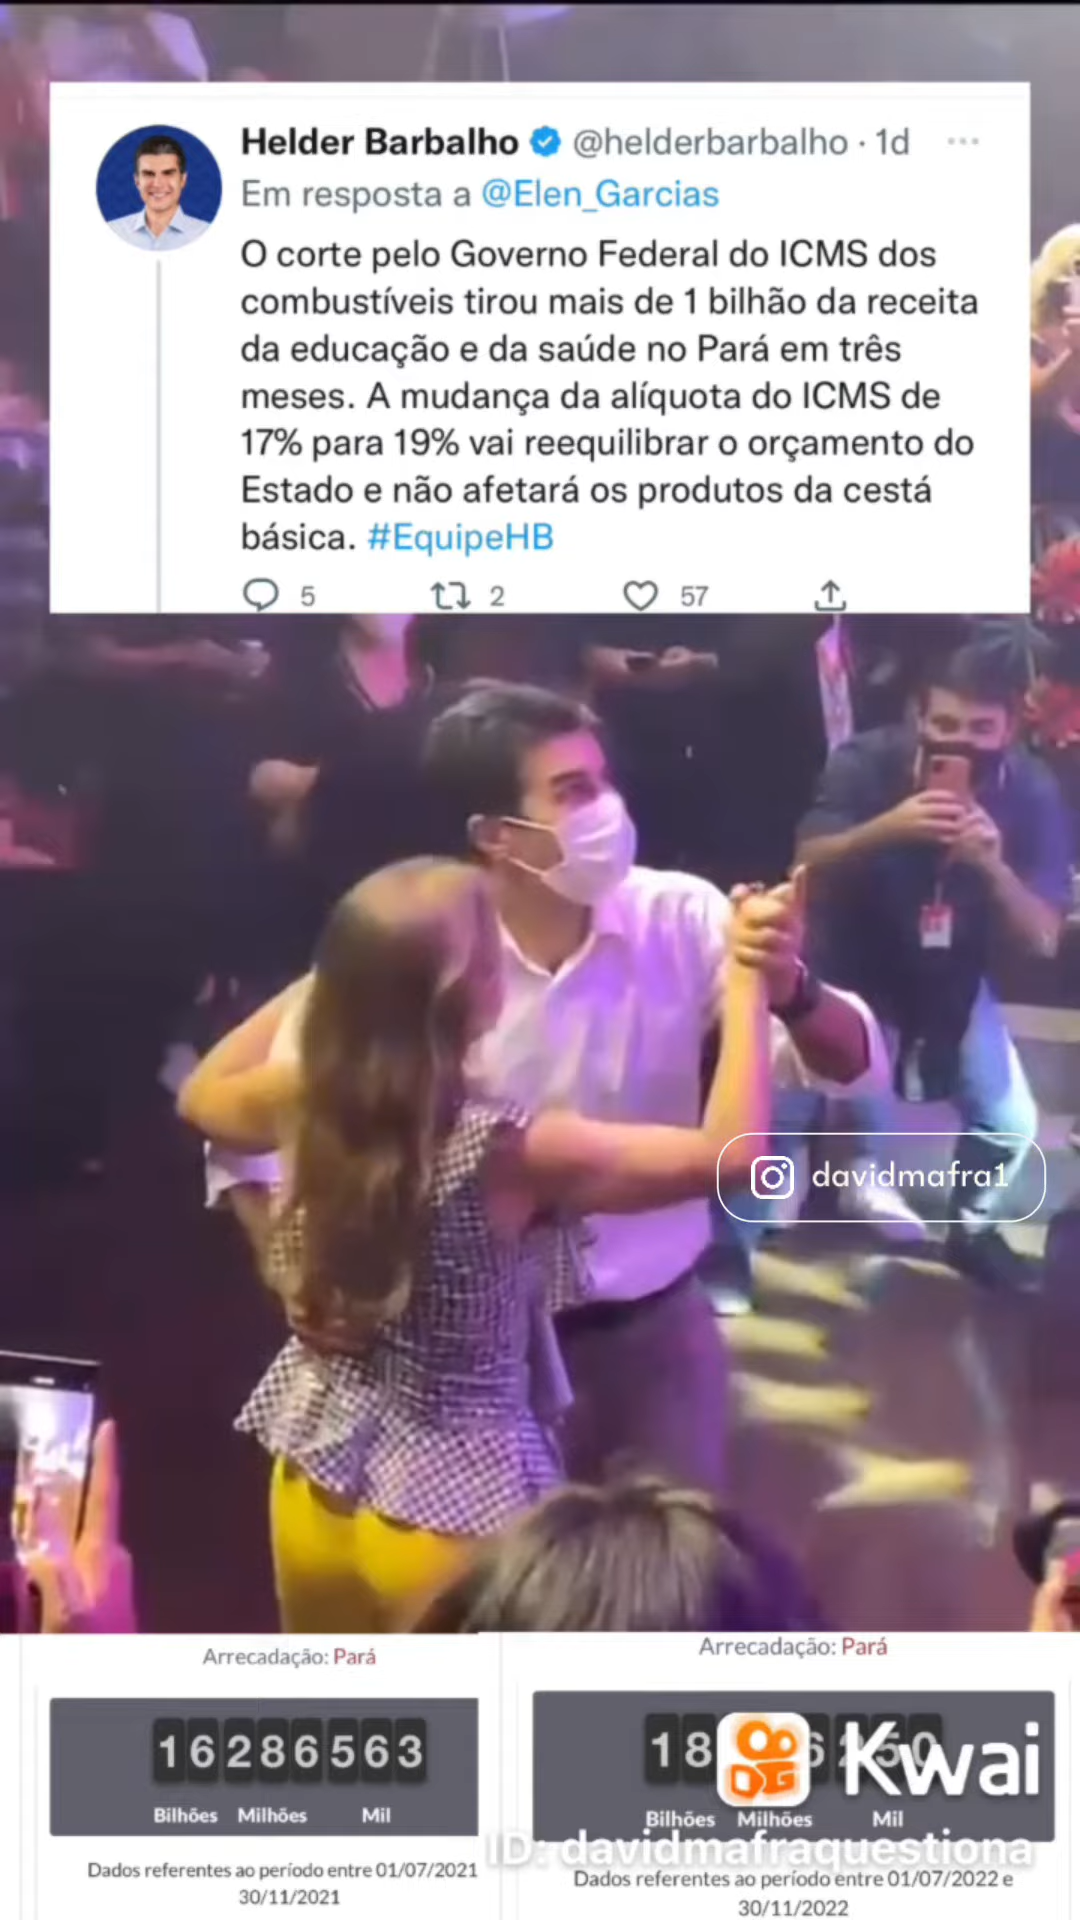 Helder Barbalho @helderbarbalho · 1d
Em resposta a @Elen_Garcias
O corte pelo Governo Federal do ICMS dos
combustíveis tirou mais de 1 bilhão da receita
da educação e da saúde no Pará em três
meses. A mudança da alíquota do ICMS de
17% para 19% vai reequilibrar o orçamento do
Estado e não afetará os produtos da cestá
básica. #EquipeHB
5 2 57
davidmafra1
Arrecadação: Pará
16286563
Bilhões Milhões Mil
Dados referentes ao período entre 01/07/2021
30/11/2021
Arrecadação: Pará
18
Kwai
Bilhões Milhões Mil
ID: davidmafraquestiona
Dados referentes ao período entre 01/07/2022 e
30/11/2022